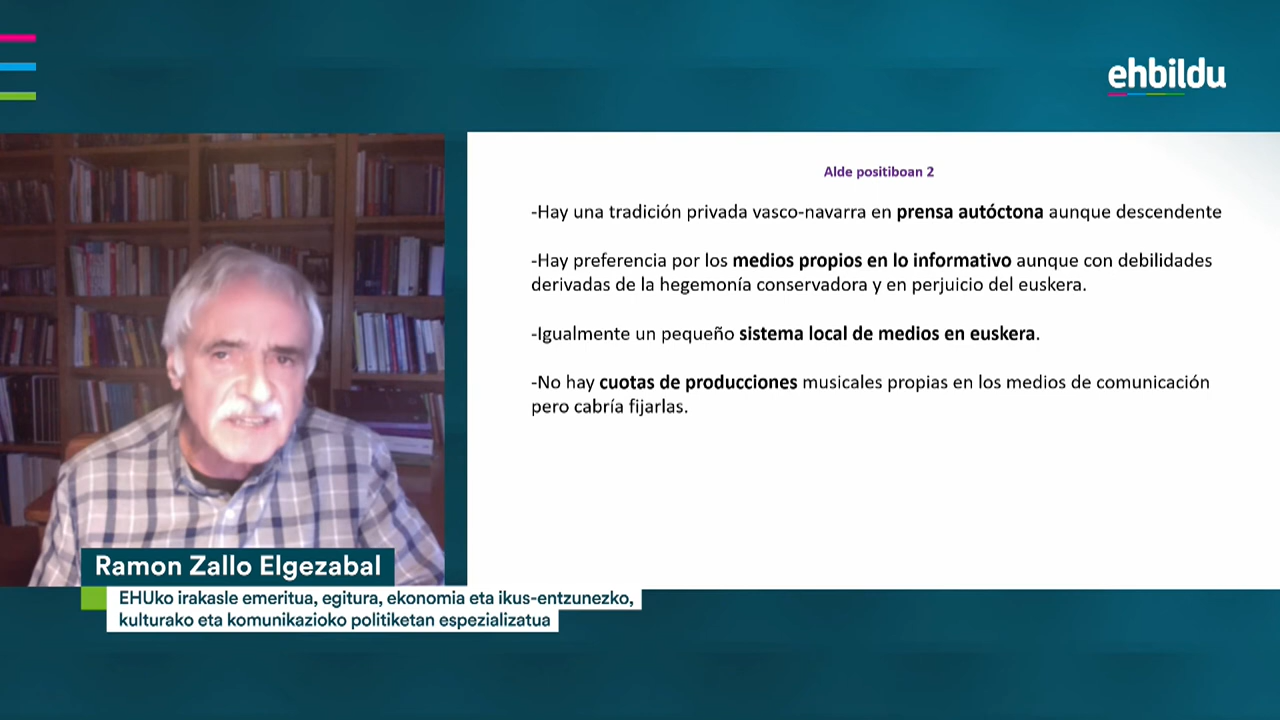 ehbildu
Alde positiboan 2
-Hay una tradición privada vasco-navarra en prensa autóctona aunque descendente
-Hay preferencia por los medios propios en lo informativo aunque con debilidades
derivadas de la hegemonía conservadora y en perjuicio del euskera.
-Igualmente un pequeño sistema local de medios en euskera.
-No hay cuotas de producciones musicales propias en los medios de comunicación
pero cabría fijarlas.
Ramon Zallo Elgezabal
EHUko irakasle emeritua, egitura, ekonomia eta ikus-entzunezko,
kulturako eta komunikazioko politiketan espezializatua